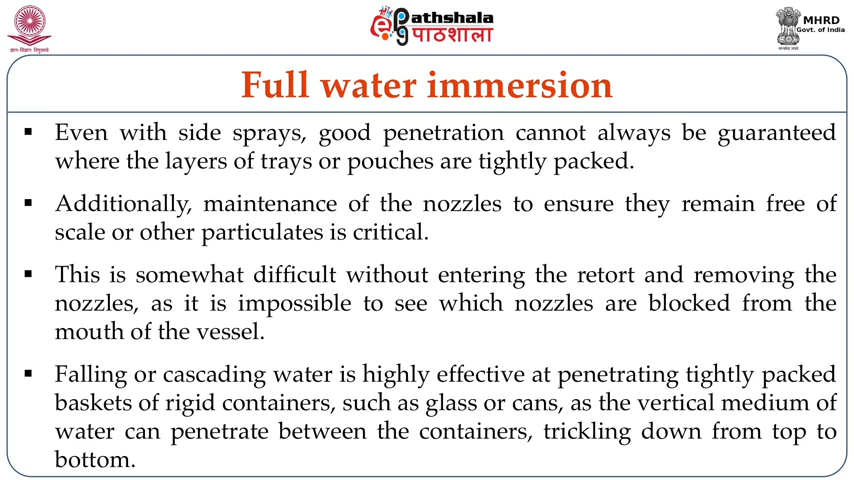 ePathshala
पाठशाला
MHRD
Govt. of India
ज्ञान-विज्ञान विमुक्तये
Full water immersion
▪ Even with side sprays, good penetration cannot always be guaranteed
where the layers of trays or pouches are tightly packed.
▪ Additionally, maintenance of the nozzles to ensure they remain free of
scale or other particulates is critical.
▪ This is somewhat difficult without entering the retort and removing the
nozzles, as it is impossible to see which nozzles are blocked from the
mouth of the vessel.
▪ Falling or cascading water is highly effective at penetrating tightly packed
baskets of rigid containers, such as glass or cans, as the vertical medium of
water can penetrate between the containers, trickling down from top to
bottom.